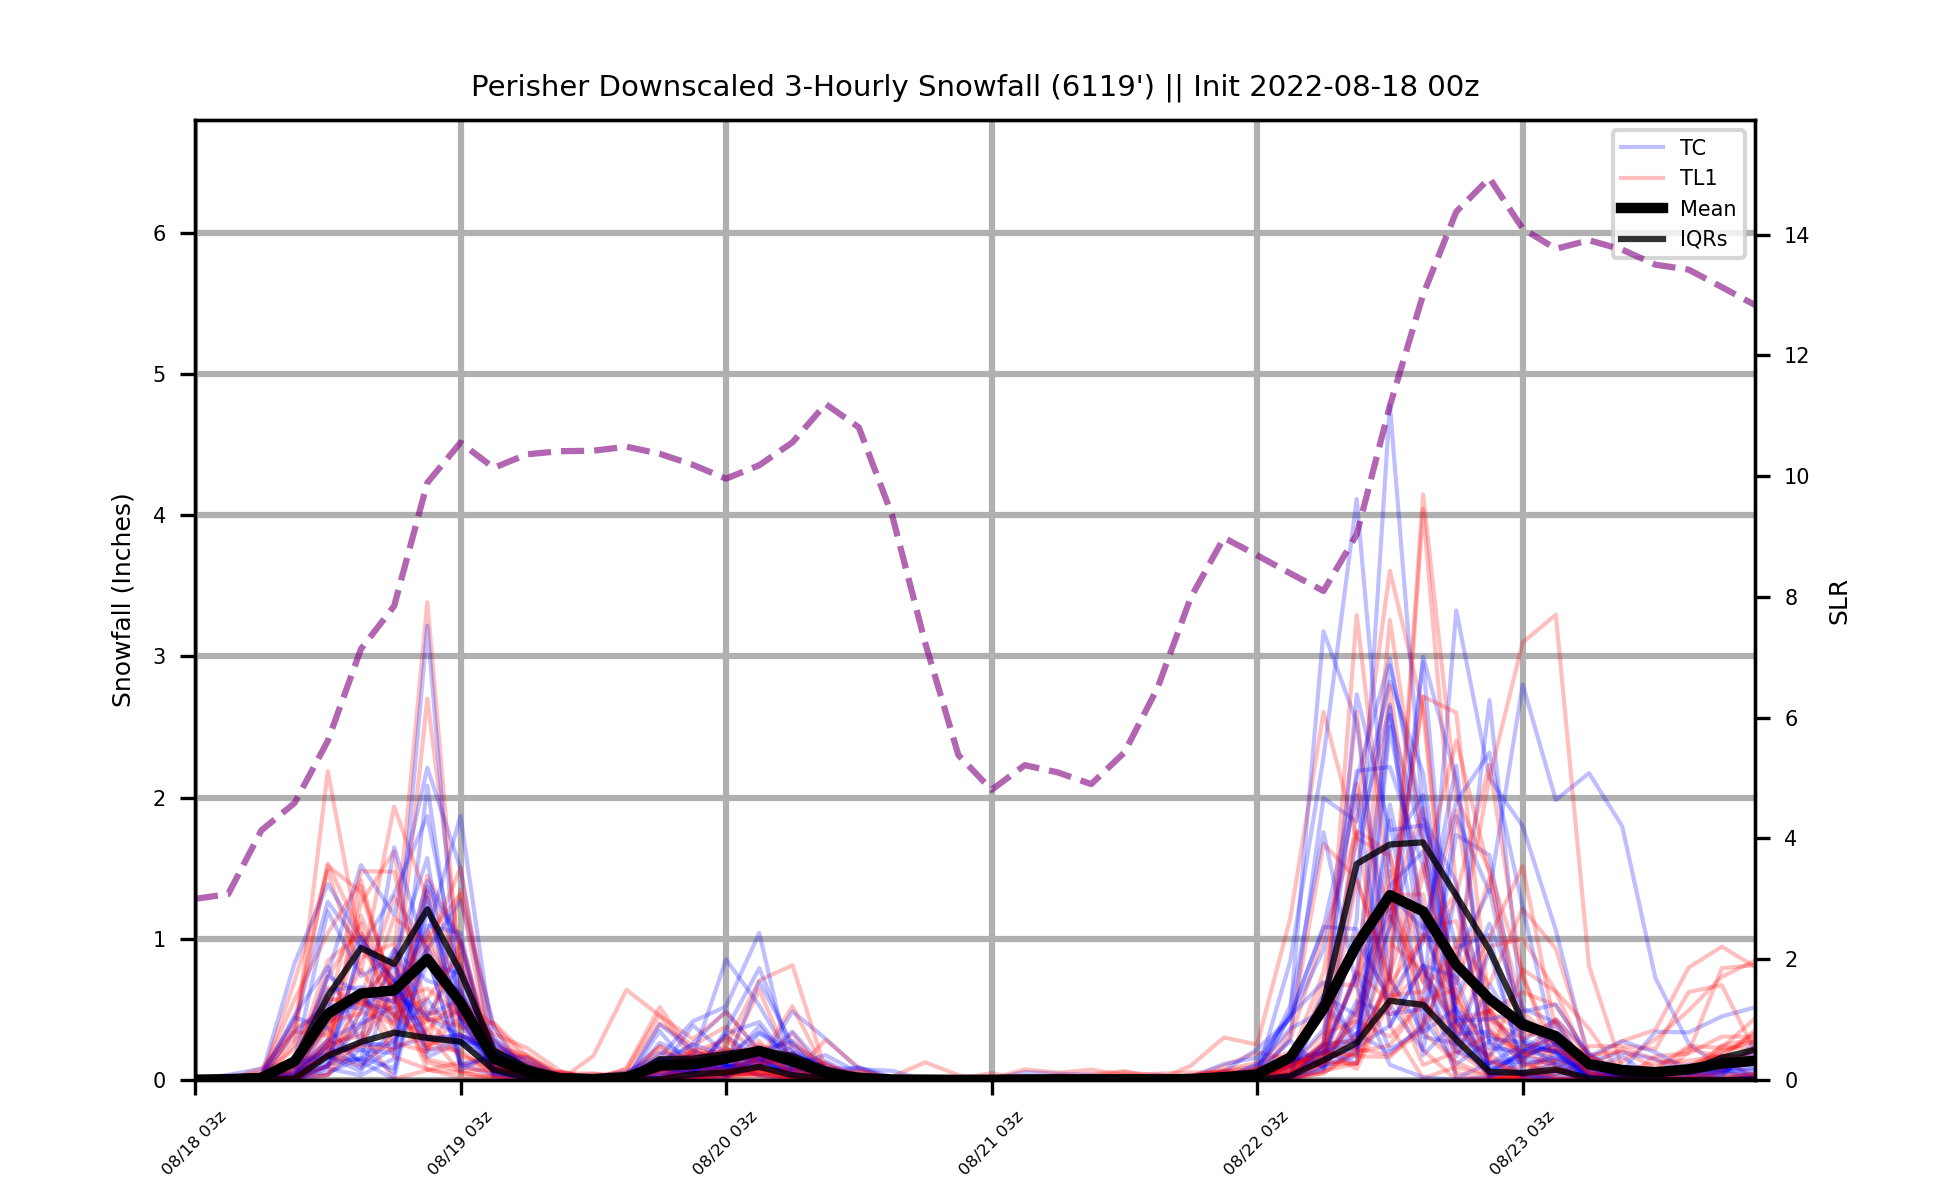 Perisher Downscaled 3-Hourly Snowfall (6119') || Init 2022-08-18 00z
TC
TL1
Mean
IQRs
Snowfall (Inches)
6
5
4
3
2
1
0
SLR
14
12
10
8
6
4
2
0
08/18 03z
08/19 03z
08/20 03z
08/21 03z
08/22 03z
08/23 03z